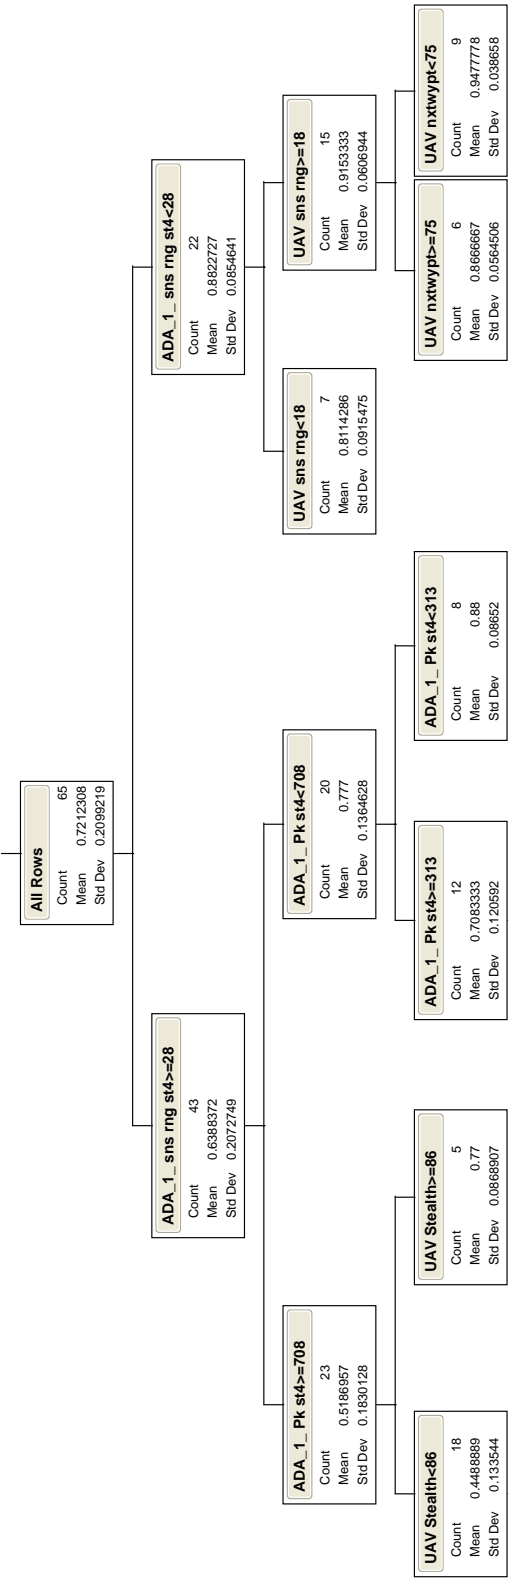 All Rows
Count 65
Mean 0.7212308
Std Dev 0.2099219
ADA_1_ sns rng st4>=28
Count 43
Mean 0.6388372
Std Dev 0.2072749
ADA_1_ sns rng st4<28
Count 22
Mean 0.8822727
Std Dev 0.0854641
ADA_1_ Pk st4>=708
Count 23
Mean 0.5186957
Std Dev 0.1830128
ADA_1_ Pk st4<708
Count 20
Mean 0.777
Std Dev 0.1364628
UAV sns rng<18
Count 7
Mean 0.8114286
Std Dev 0.0915475
UAV sns rng>=18
Count 15
Mean 0.9153333
Std Dev 0.0606944
UAV Stealth<86
Count 18
Mean 0.4488889
Std Dev 0.133544
UAV Stealth>=86
Count 5
Mean 0.77
Std Dev 0.0868907
ADA_1_ Pk st4>=313
Count 12
Mean 0.7083333
Std Dev 0.120592
ADA_1_ Pk st4<313
Count 8
Mean 0.88
Std Dev 0.08652
UAV nxtwypt>=75
Count 6
Mean 0.8666667
Std Dev 0.0564506
UAV nxtwypt<75
Count 9
Mean 0.9477778
Std Dev 0.038658